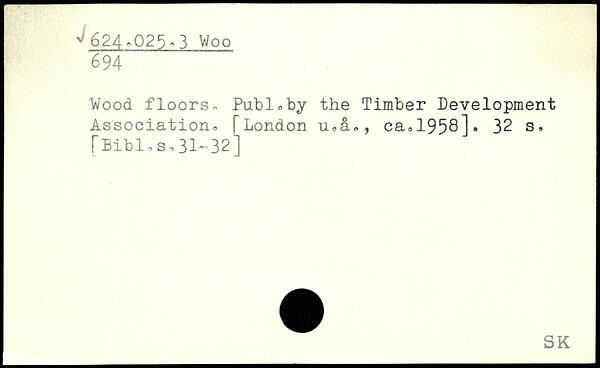 √624.025.3 Woo
694
Wood floors. Publ.by the Timber Development
Association. [London u.å., ca.1958]. 32 s.
[Bibl.s.31-32]
SK